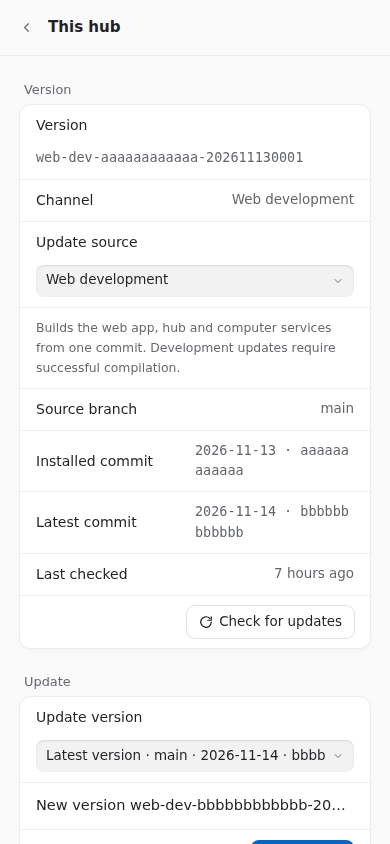 This hub
Version
Version
web-dev-aaaaaaaaaaaa-202611130001
Channel
Web development
Update source
Web development
Builds the web app, hub and computer services
from one commit. Development updates require
successful compilation.
Source branch
main
Installed commit
2026-11-13 · aaaaaa
aaaaaa
Latest commit
2026-11-14 · bbbbbb
bbbbbb
Last checked
7 hours ago
Check for updates
Update
Update version
Latest version · main · 2026-11-14 · bbbb
New version web-dev-bbbbbbbbbbbb-20…